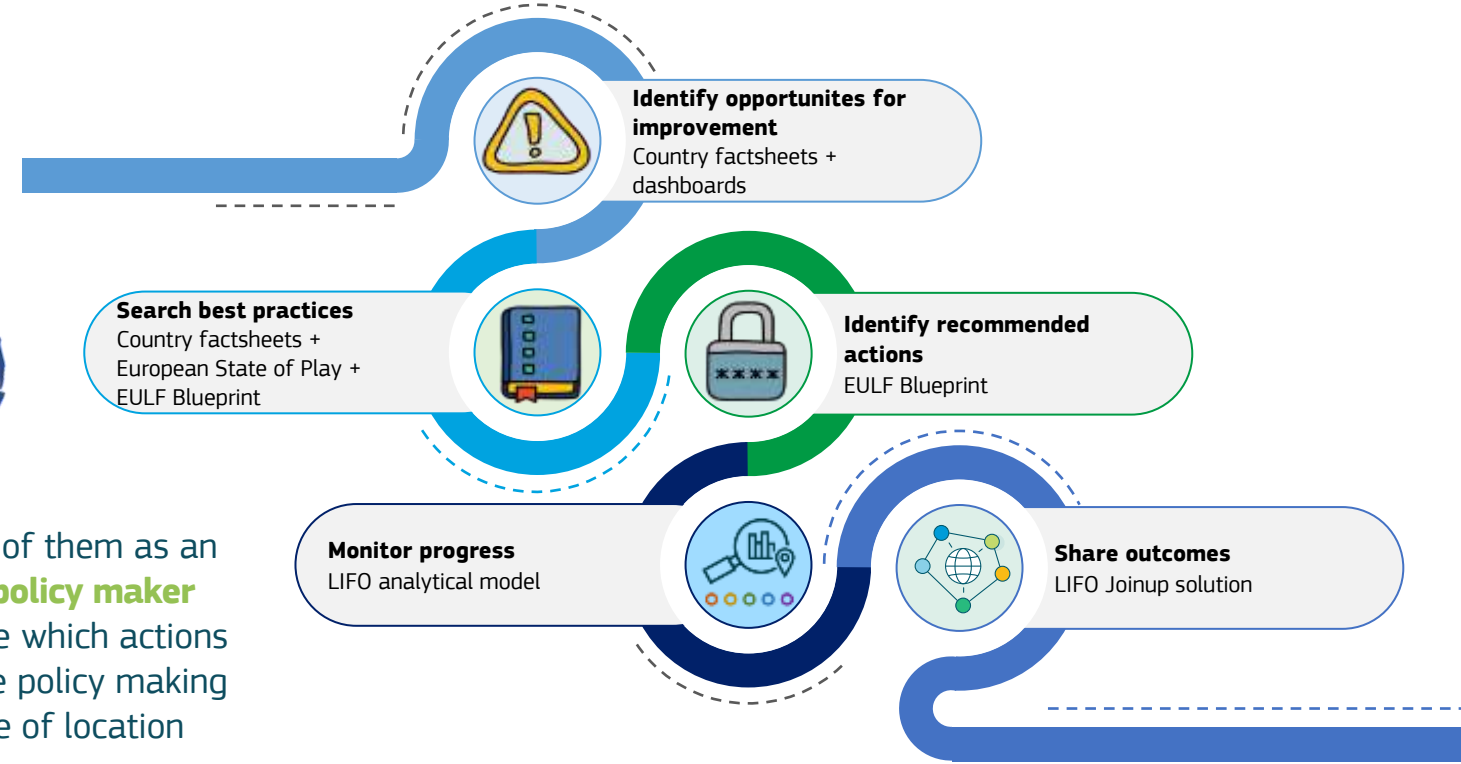 Identify opportunites for
improvement
Country factsheets +
dashboards
Search best practices
Country factsheets +
European State of Play +
EULF Blueprint
Identify recommended
actions
EULF Blueprint
****
Monitor progress
LIFO analytical model
Share outcomes
LIFO Joinup solution
of them as an
policy maker
e which actions
e policy making
e of location